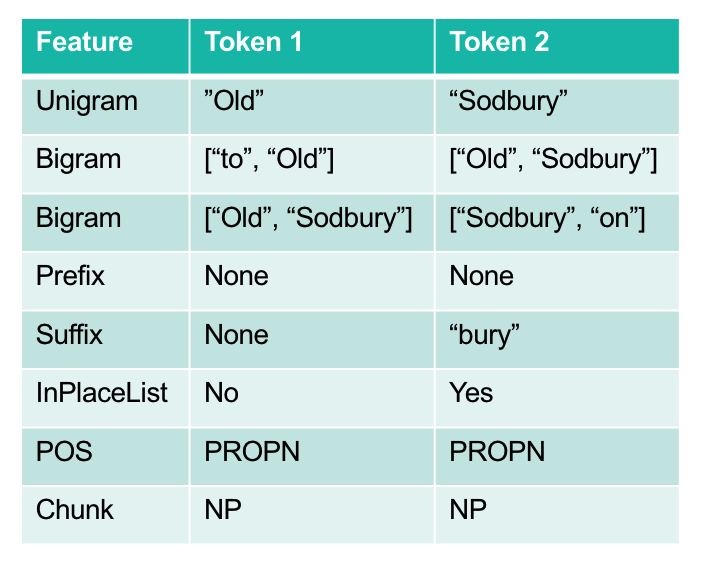 Feature Token 1 Token 2
Unigram ”Old” “Sodbury”
Bigram [“to”, “Old”] [“Old”, “Sodbury”]
Bigram [“Old”, “Sodbury”] [“Sodbury”, “on”]
Prefix None None
Suffix None “bury”
InPlaceList No Yes
POS PROPN PROPN
Chunk NP NP